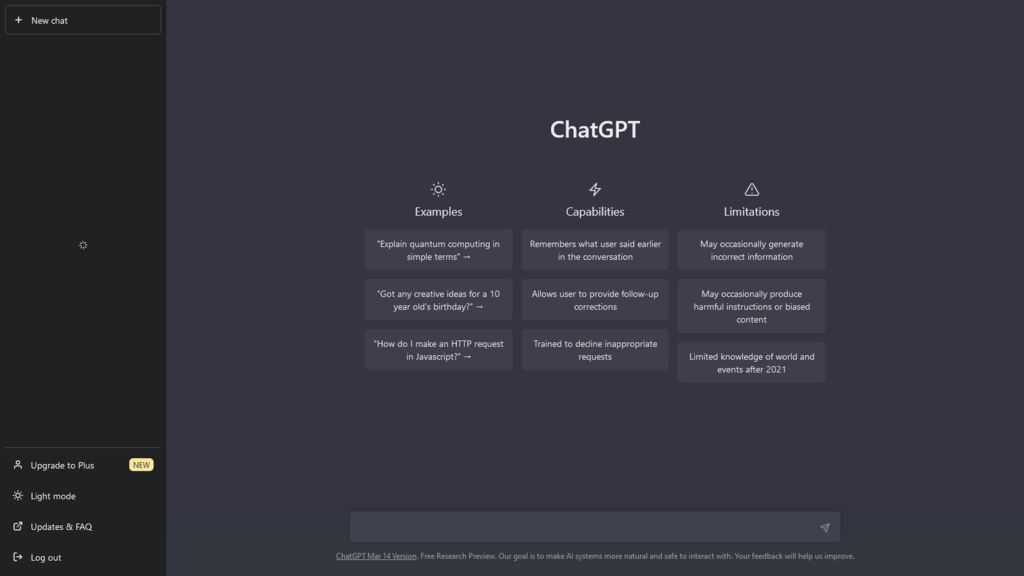 New chat
Upgrade to Plus NEW
Light mode
Updates & FAQ
Log out
ChatGPT
Examples
"Explain quantum computing in
simple terms" →
"Got any creative ideas for a 10
year old's birthday?" →
"How do I make an HTTP request
in Javascript?" →
Capabilities
Remembers what user said earlier
in the conversation
Allows user to provide follow-up
corrections
Trained to decline inappropriate
requests
Limitations
May occasionally generate
incorrect information
May occasionally produce
harmful instructions or biased
content
Limited knowledge of world and
events after 2021
ChatGPT Mar 14 Version. Free Research Preview. Our goal is to make AI systems more natural and safe to interact with. Your feedback will help us improve.